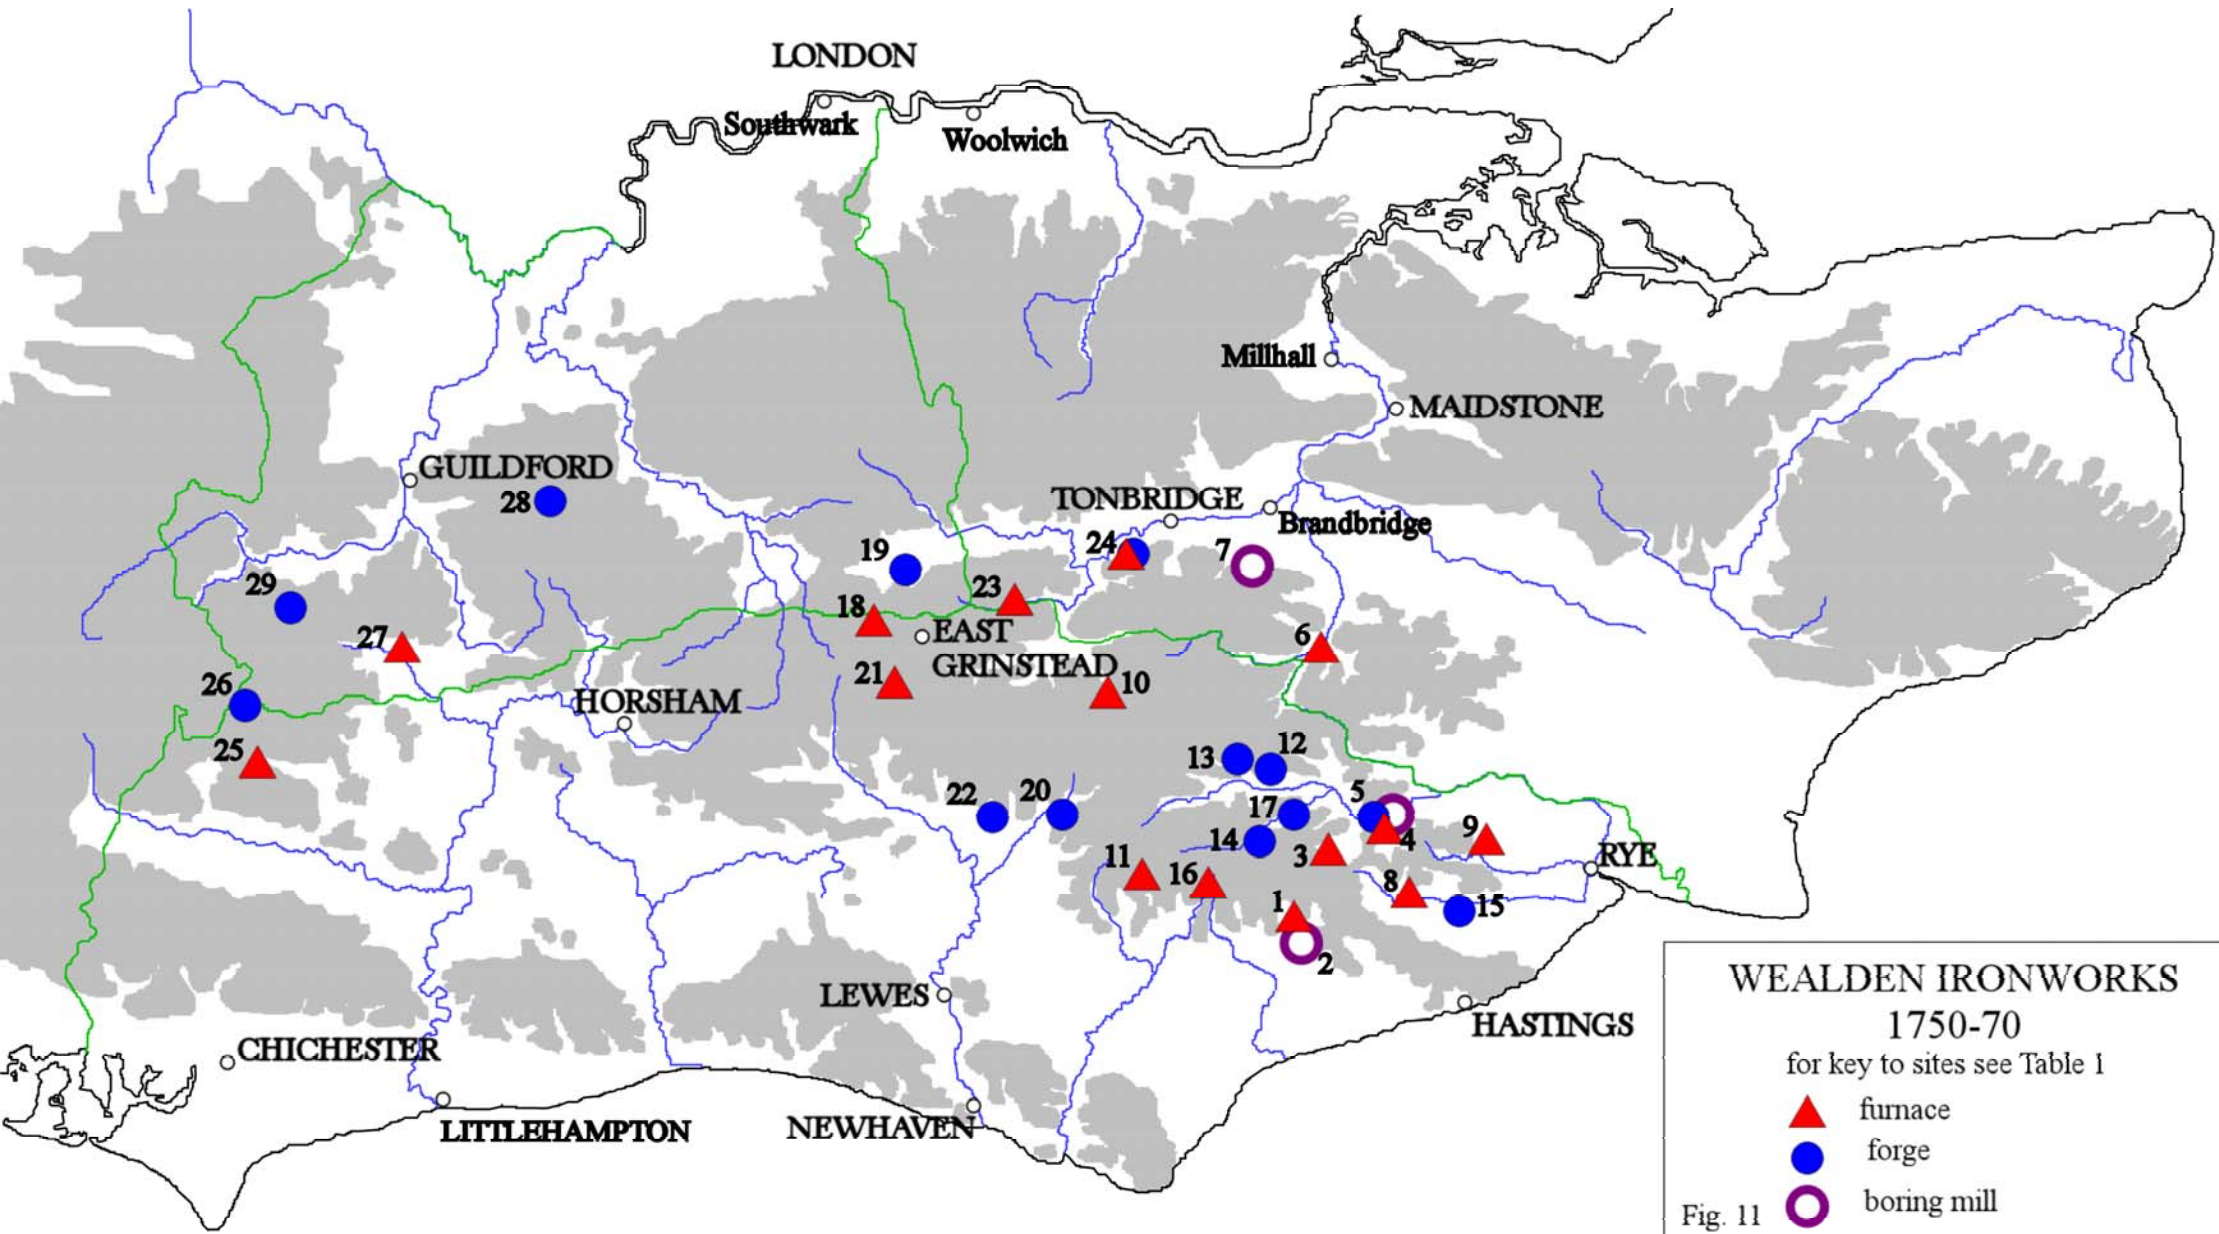 LONDON
Southwark
Woolwich
Millhall
MAIDSTONE
GUILDFORD
28
TONBRIDGE
Brandbridge
24
7
19
29
23
18
27
EAST
GRINSTEAD
6
21
10
26
HORSHAM
25
13
12
22
20
17
5
14
3
4
9
RYE
11
16
8
1
15
2
LEWES
HASTINGS
CHICHESTER
LITTLEHAMPTON
NEWHAVEN
WEALDEN IRONWORKS
1750-70
for key to sites see Table 1
furnace
forge
boring mill
Fig. 11